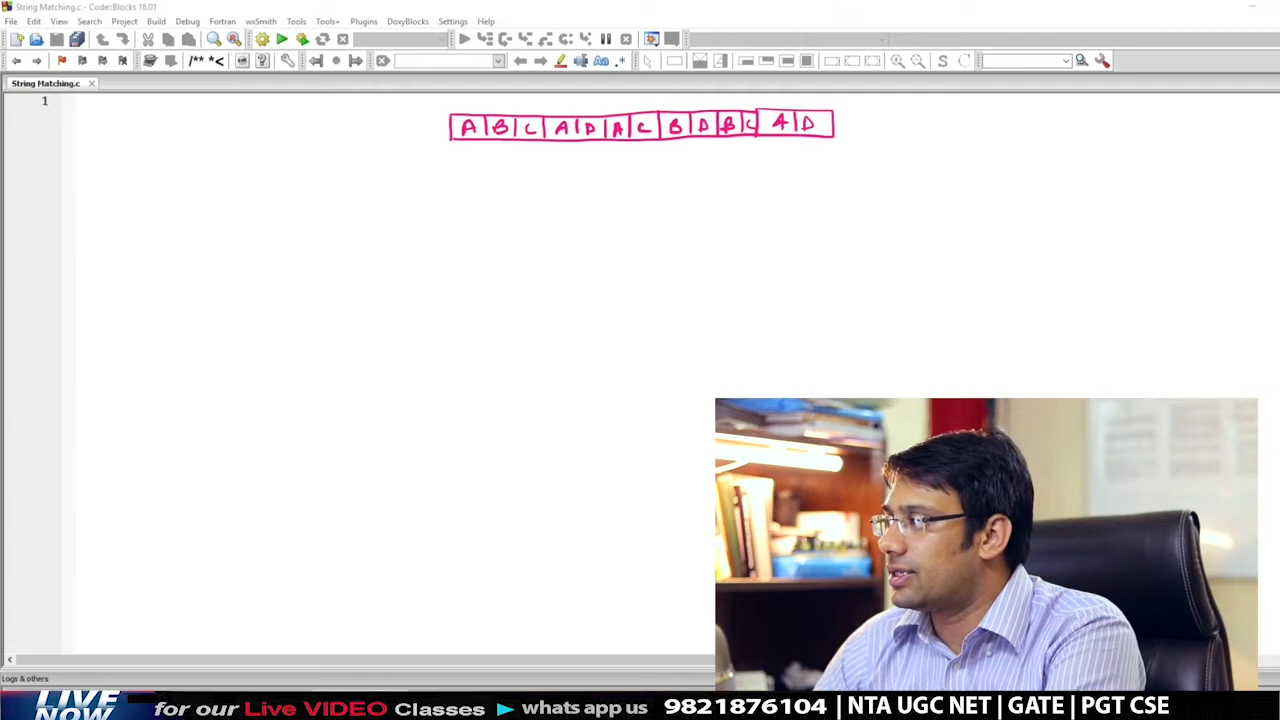 String Matching.c - Code::Blocks 16.01
File Edit View Search Project Build Debug Fortran wxSmith Tools Tools+ Plugins DoxyBlocks Settings Help
/** *< Aa .* S C
String Matching.c ×
1
A B C A D A C B D B C A D
Logs & others
LIVE NOW
for our Live VIDEO Classes ► whats app us 9821876104 | NTA UGC NET | GATE | PGT CSE